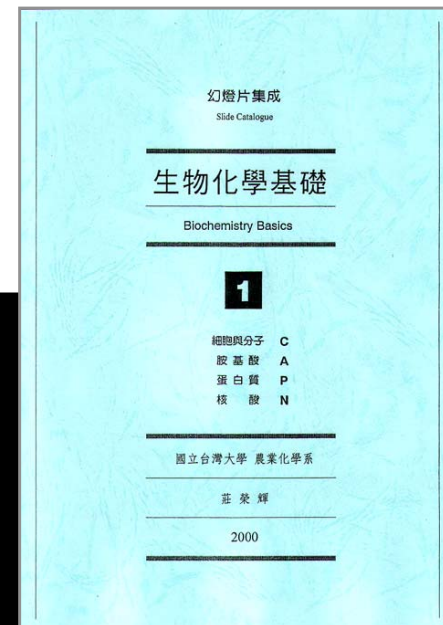 幻燈片集成
Slide Catalogue
生物化學基礎
Biochemistry Basics
1
細胞與分子 C
胺基酸 A
蛋白質 P
核酸 N
國立台灣大學 農業化學系
莊榮輝
2000